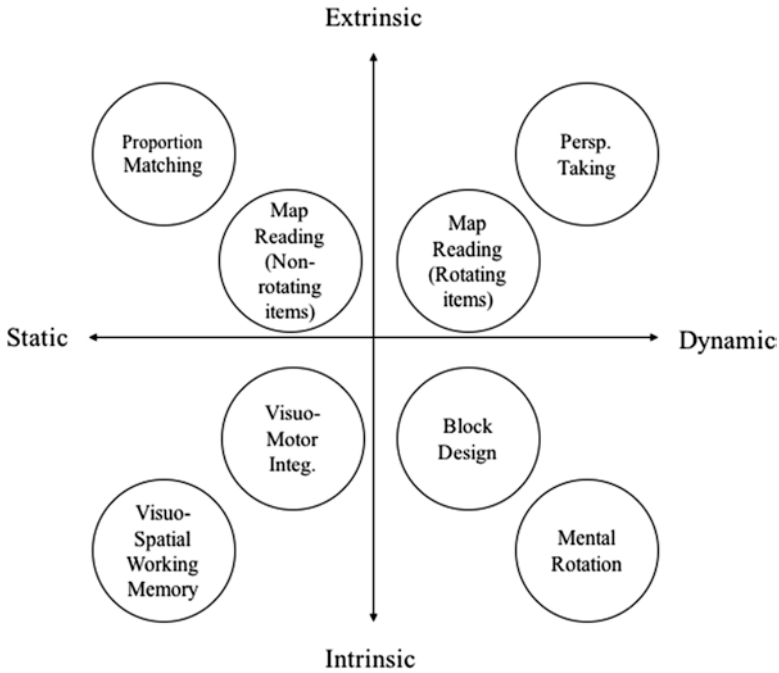 Extrinsic
Proportion
Matching
Persp.
Taking
Map
Reading
(Non-
rotating
items)
Map
Reading
(Rotating
items)
Static
Dynamic
Visuo-
Motor
Integ.
Block
Design
Visuo-
Spatial
Working
Memory
Mental
Rotation
Intrinsic